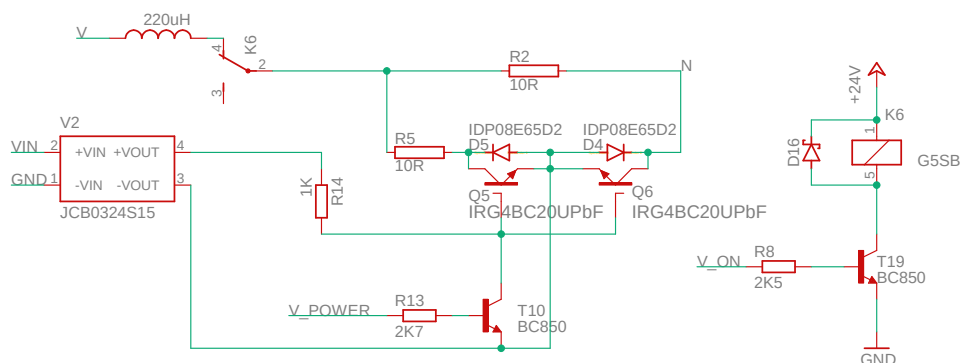 220uH
V
4
K6
2
3
R2
10R
N
+24V
K6
1
5
G5SB
D16
V2
VIN
2
+VIN
+VOUT
4
GND
1
-VIN
-VOUT
3
JCB0324S15
1K
R14
R5
10R
IDP08E65D2
D5
IDP08E65D2
D4
Q5
IRG4BC20UPbF
Q6
IRG4BC20UPbF
V_POWER
R13
2K7
T10
BC850
V_ON
R8
2K5
T19
BC850
GND